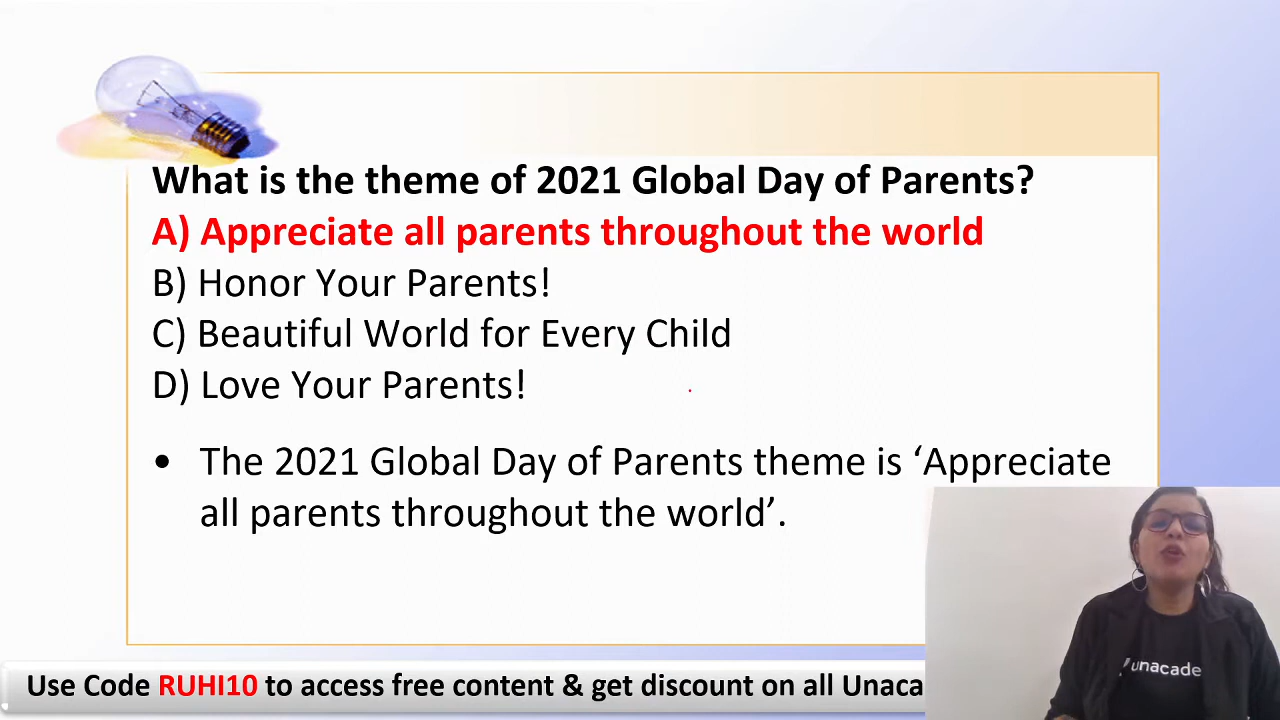 What is the theme of 2021 Global Day of Parents?
A) Appreciate all parents throughout the world
B) Honor Your Parents!
C) Beautiful World for Every Child
D) Love Your Parents!
• The 2021 Global Day of Parents theme is ‘Appreciate
all parents throughout the world’.
unacade
Use Code RUHI10 to access free content & get discount on all Unaca